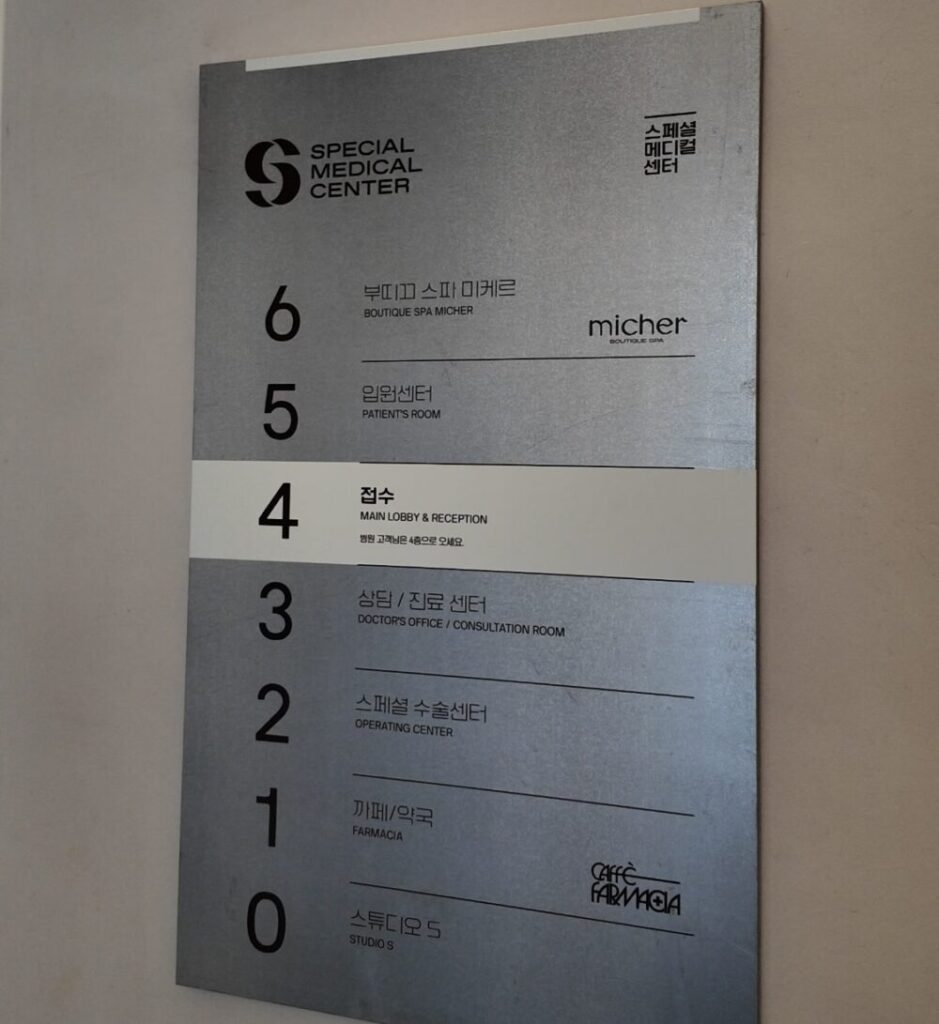 SPECIAL
MEDICAL
CENTER
스페셜
메디컬
센터
6
부띠끄 스파 미케르
BOUTIQUE SPA MICHER
micher
BOUTIQUE SPA
5
입원센터
PATIENT'S ROOM
4
접수
MAIN LOBBY & RECEPTION
병원 고객님은 4층으로 오세요.
3
상담 / 진료 센터
DOCTOR'S OFFICE / CONSULTATION ROOM
2
스페셜 수술센터
OPERATING CENTER
1
까페/약국
FARMACIA
CAFFÈ
FARMACIA
0
스튜디오 S
STUDIO S